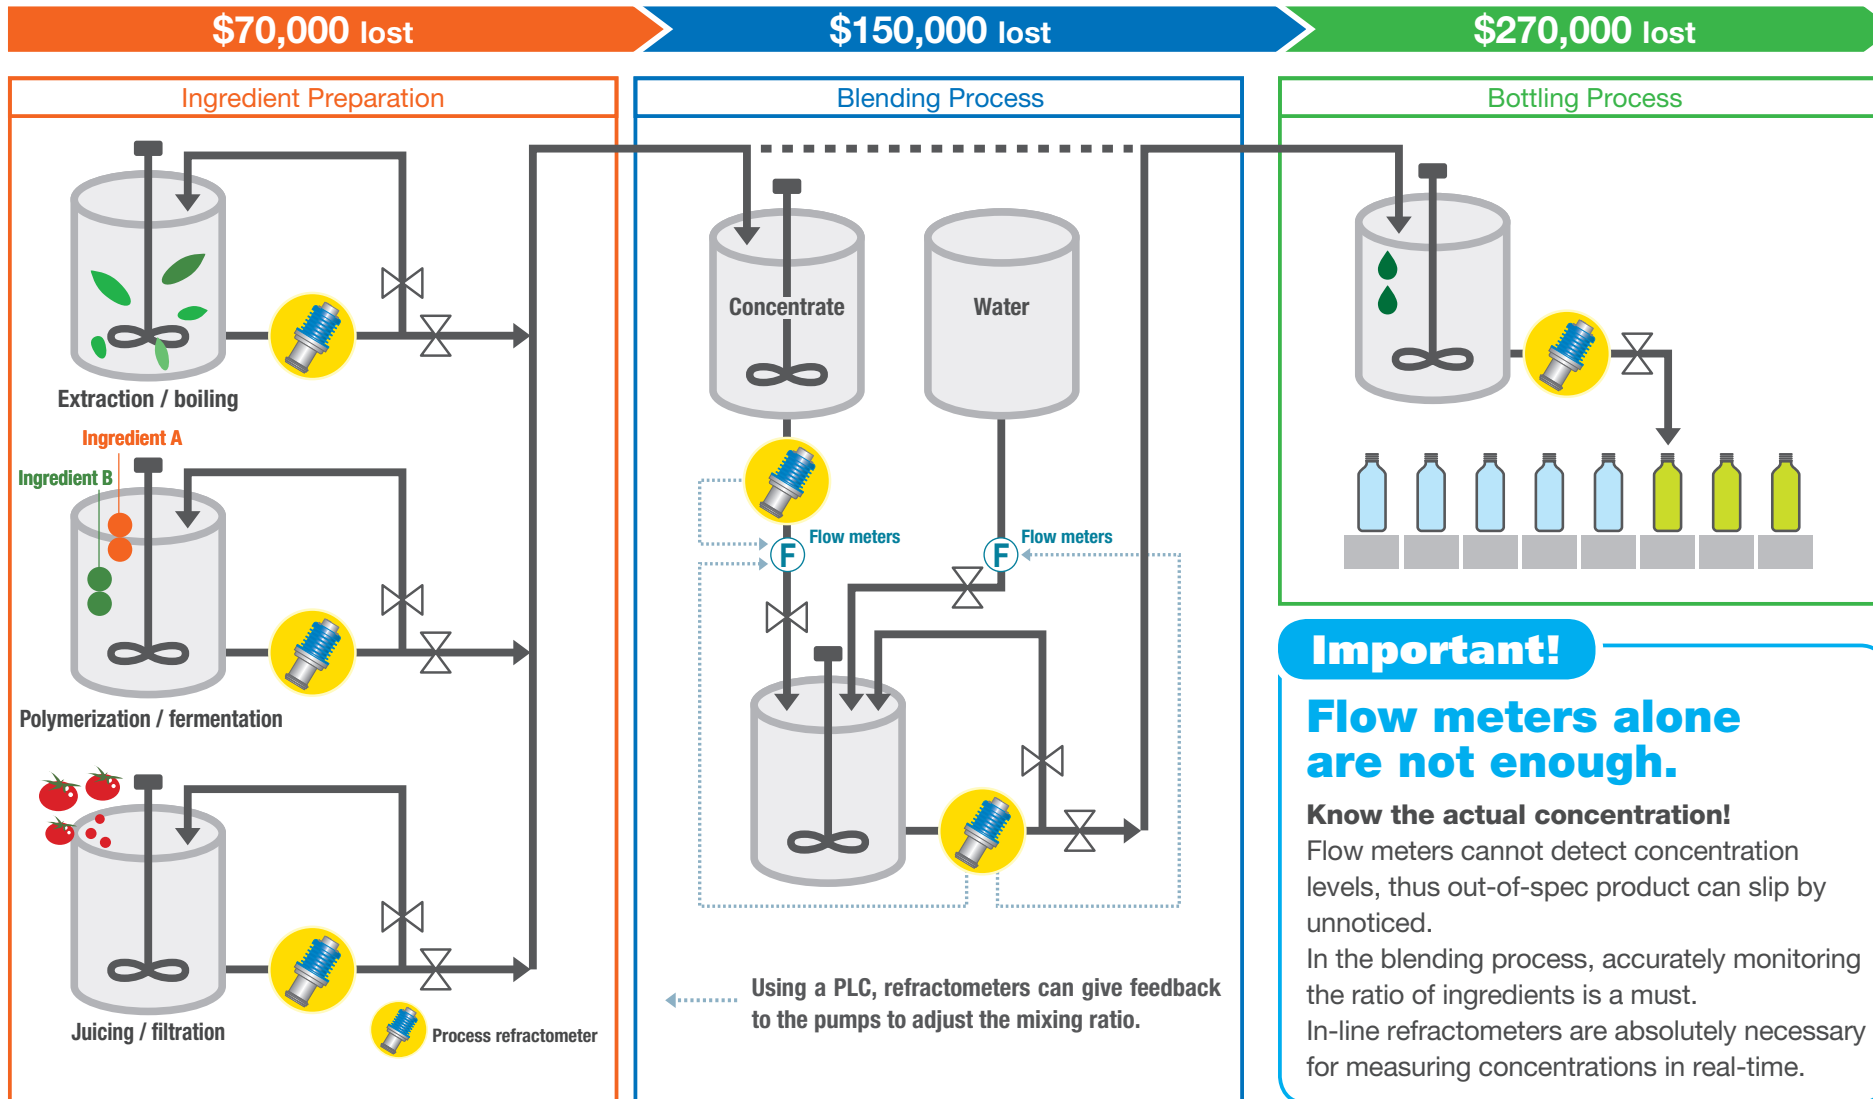 $70,000 lost
$150,000 lost
$270,000 lost
Ingredient Preparation
Extraction / boiling
Ingredient A
Ingredient B
Polymerization / fermentation
Juicing / filtration
Process refractometer
Blending Process
Concentrate
Water
Flow meters
F
Flow meters
F
Using a PLC, refractometers can give feedback
to the pumps to adjust the mixing ratio.
Bottling Process
Important!
Flow meters alone
are not enough.
Know the actual concentration!
Flow meters cannot detect concentration
levels, thus out-of-spec product can slip by
unnoticed.
In the blending process, accurately monitoring
the ratio of ingredients is a must.
In-line refractometers are absolutely necessary
for measuring concentrations in real-time.